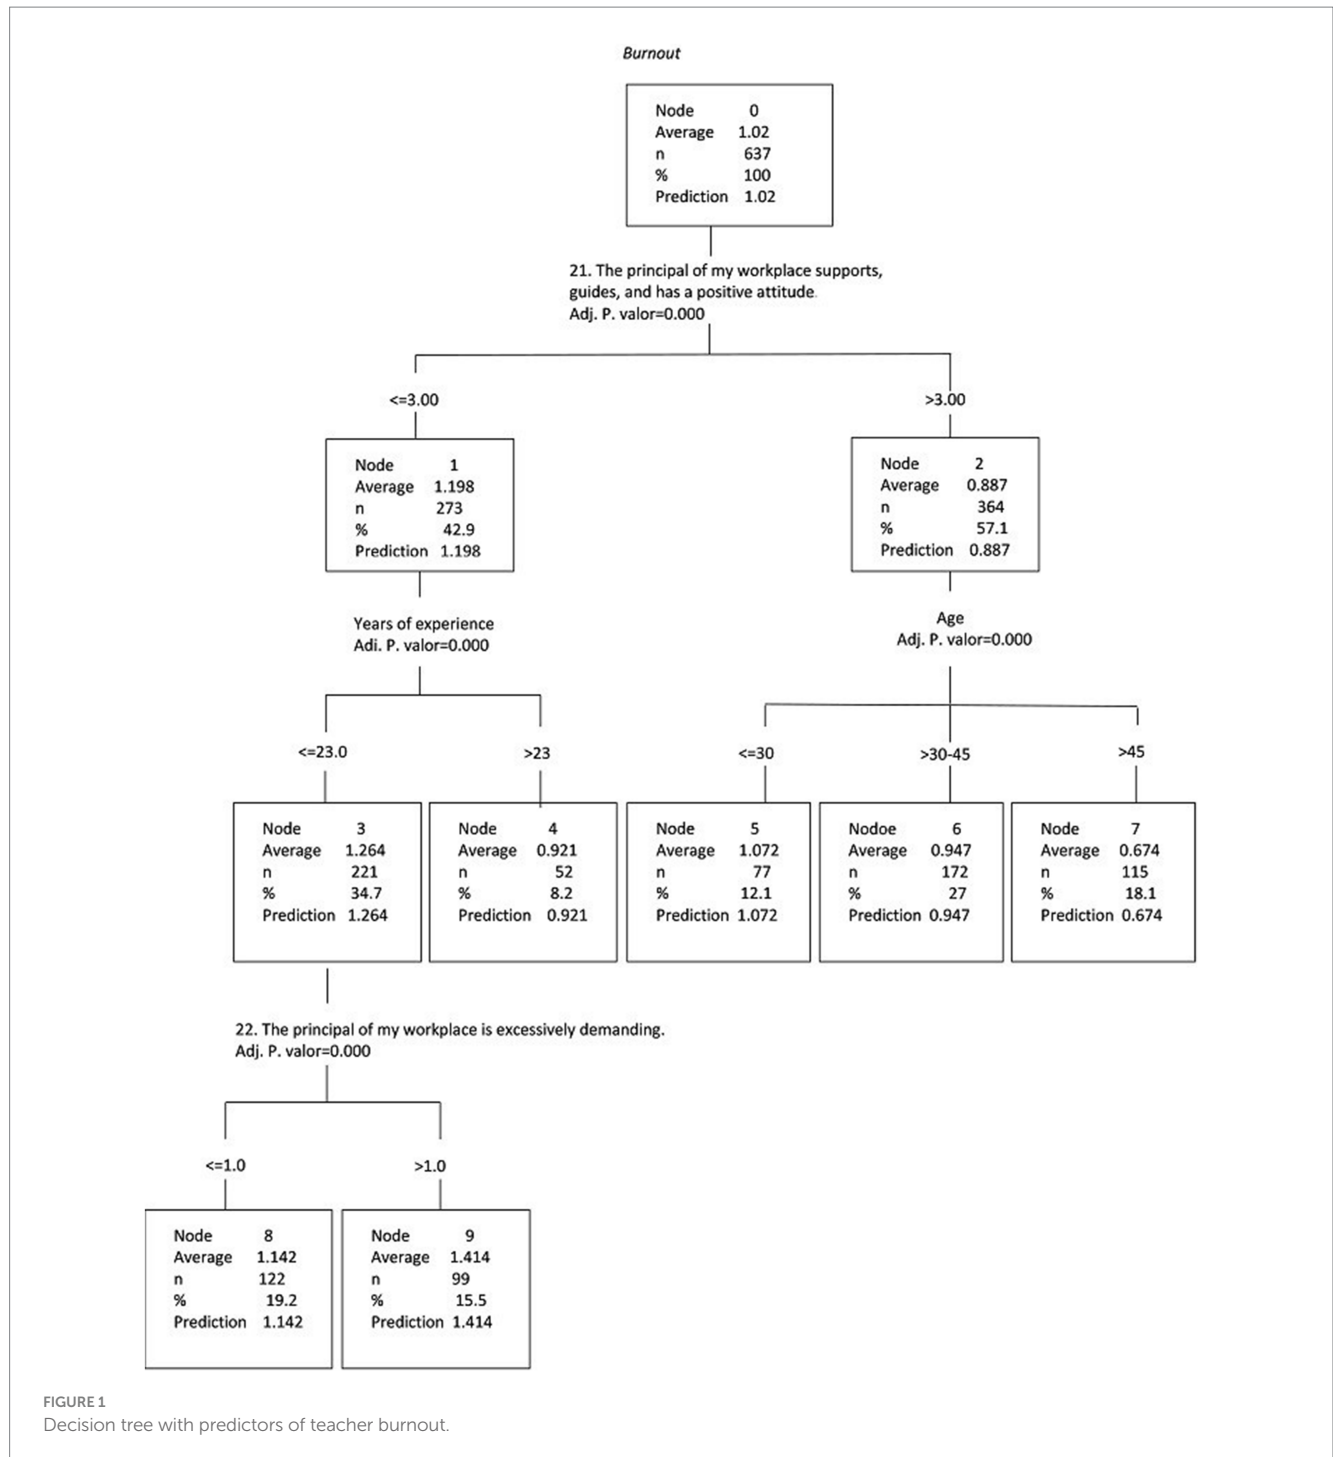 Burnout
Node 0
Average 1.02
n 637
% 100
Prediction 1.02
21. The principal of my workplace supports,
guides, and has a positive attitude.
Adj. P. valor=0.000
<=3.00
>3.00
Node 1
Average 1.198
n 273
% 42.9
Prediction 1.198
Node 2
Average 0.887
n 364
% 57.1
Prediction 0.887
Years of experience
Adi. P. valor=0.000
Age
Adj. P. valor=0.000
<=23.0
>23
<=30
>30-45
>45
Node 3
Average 1.264
n 221
% 34.7
Prediction 1.264
Node 4
Average 0.921
n 52
% 8.2
Prediction 0.921
Node 5
Average 1.072
n 77
% 12.1
Prediction 1.072
Nodoe 6
Average 0.947
n 172
% 27
Prediction 0.947
Node 7
Average 0.674
n 115
% 18.1
Prediction 0.674
22. The principal of my workplace is excessively demanding.
Adj. P. valor=0.000
<=1.0
>1.0
Node 8
Average 1.142
n 122
% 19.2
Prediction 1.142
Node 9
Average 1.414
n 99
% 15.5
Prediction 1.414
FIGURE 1
Decision tree with predictors of teacher burnout.